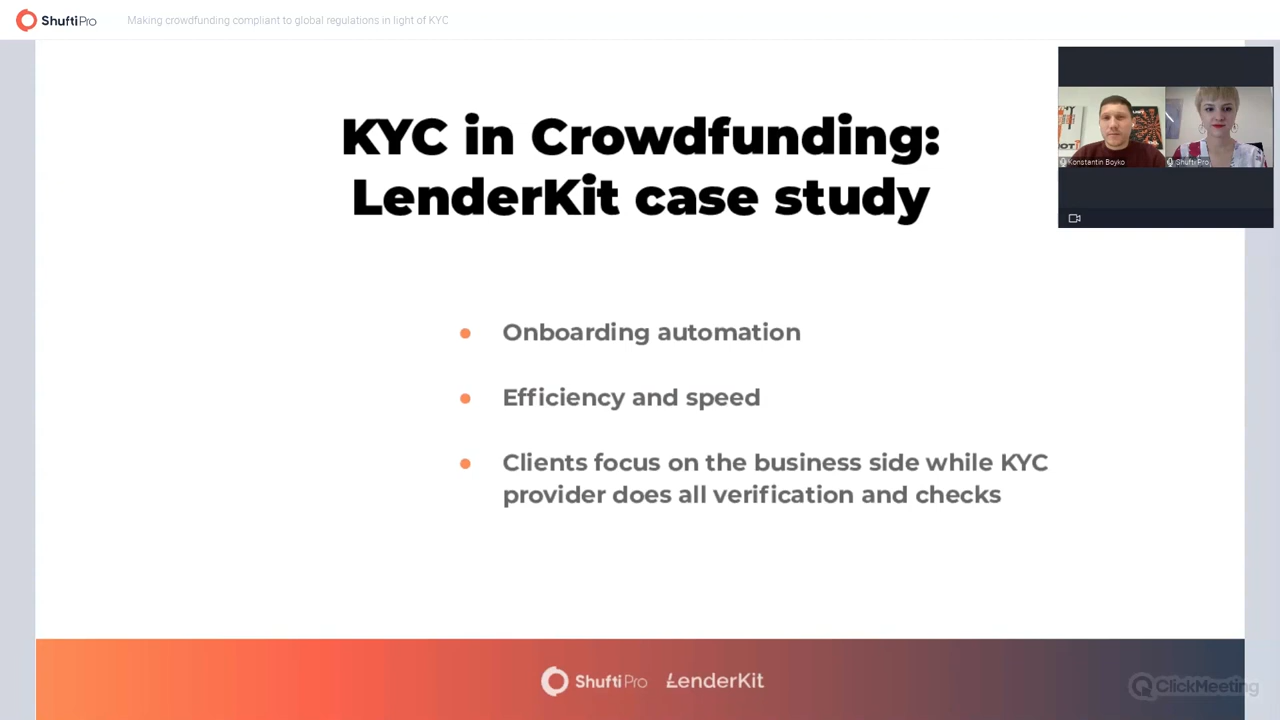 ShuftiPro
Making crowdfunding compliant to global regulations in light of KYC
KYC in Crowdfunding:
LenderKit case study
Konstantin Boyko
Shufti Pro
● Onboarding automation
● Efficiency and speed
● Clients focus on the business side while KYC
provider does all verification and checks
ShuftiPro LenderKit
ClickMeeting